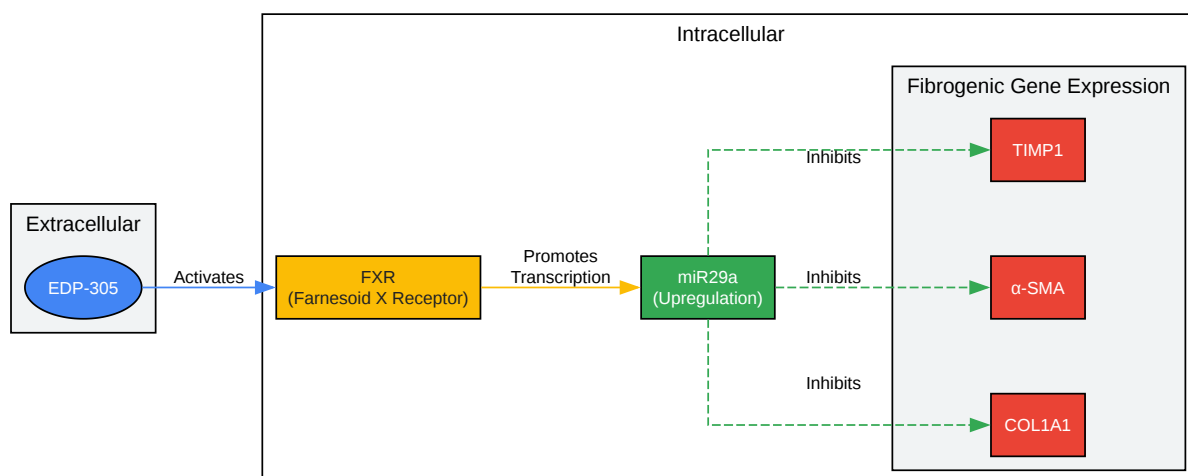 Intracellular
Fibrogenic Gene Expression
TIMP1
Inhibits
Extracellular
EDP-305
Activates
FXR
(Farnesoid X Receptor)
Promotes
Transcription
miR29a
(Upregulation)
Inhibits
α-SMA
Inhibits
COL1A1